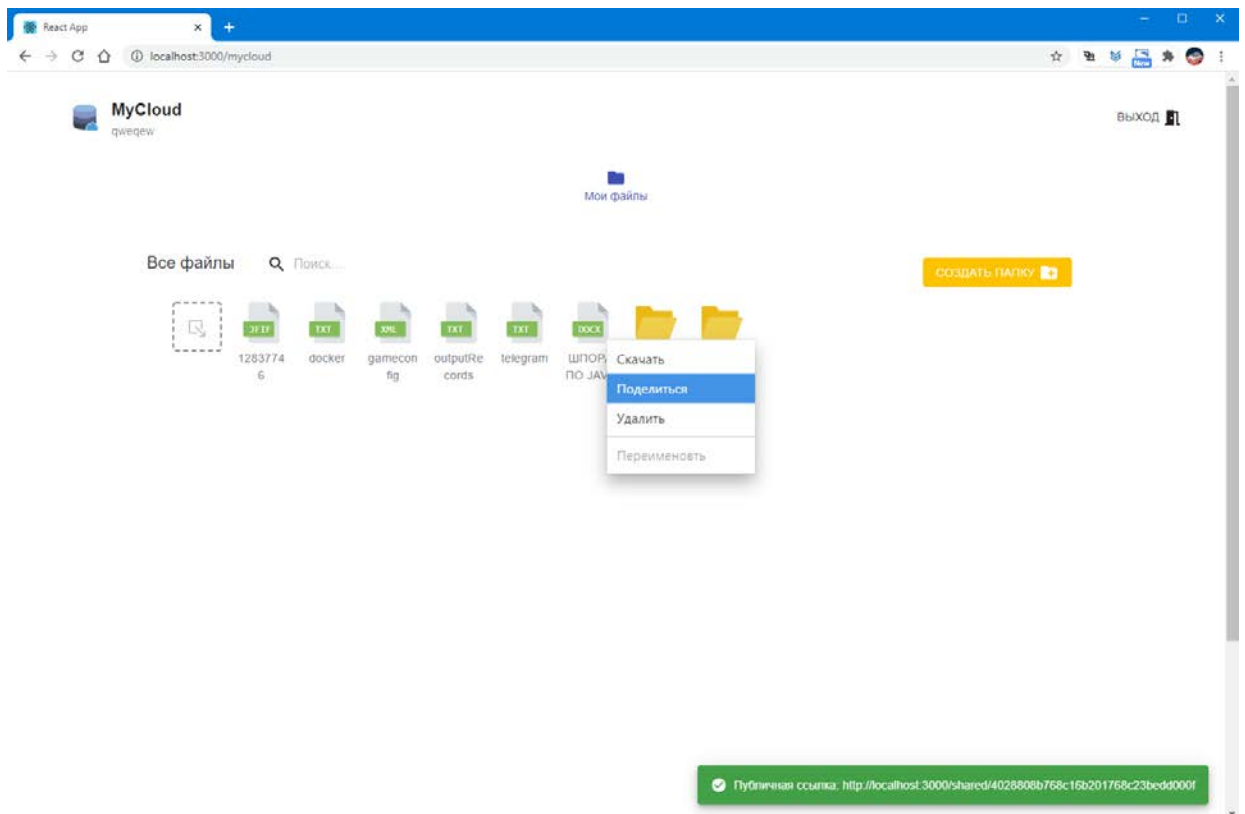 React App
localhost:3000/mycloud
New
MyCloud
qweqew
ВЫХОД
Мои файлы
Все файлы
Поиск...
СОЗДАТЬ ПАПКУ
JFIF
TXT
XML
TXT
TXT
DOCX
1283774
6
docker
gamecon
fig
outputRe
cords
telegram
ШПОР
ПО JAV
Скачать
Поделиться
Удалить
Переименовть
Публичная ссылка: http://localhost:3000/shared/4028808b768c16b201768c23bedd000f